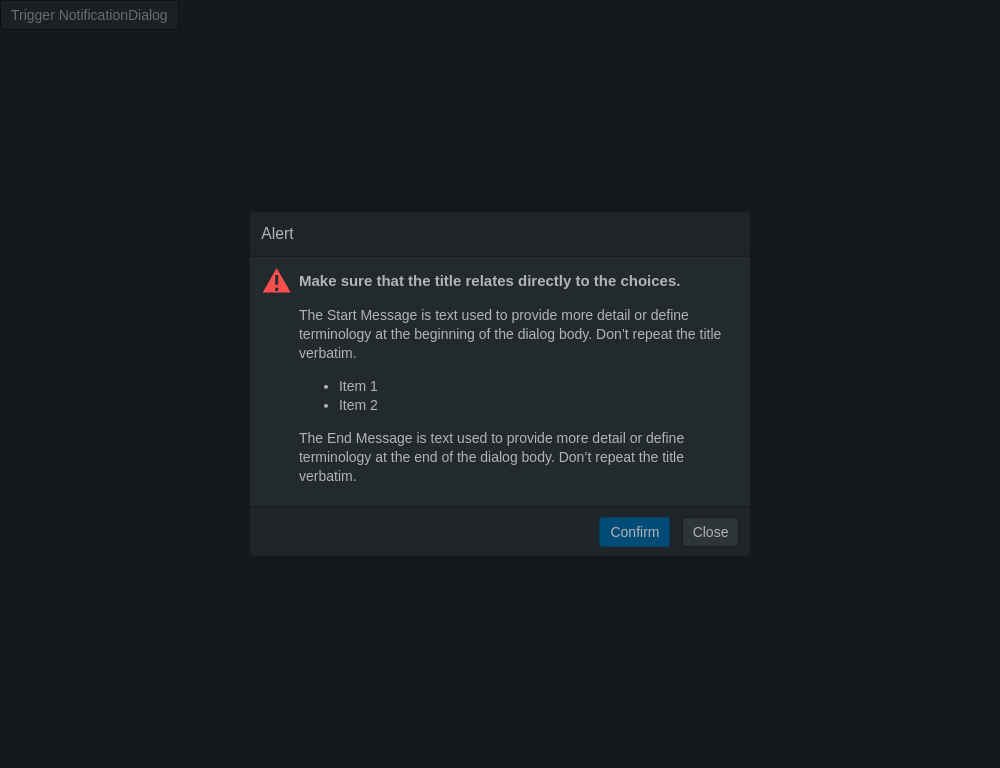 Trigger NotificationDialog
Alert
Make sure that the title relates directly to the choices.
The Start Message is text used to provide more detail or define
terminology at the beginning of the dialog body. Don’t repeat the title
verbatim.
• Item 1
• Item 2
The End Message is text used to provide more detail or define
terminology at the end of the dialog body. Don’t repeat the title
verbatim.
Confirm Close